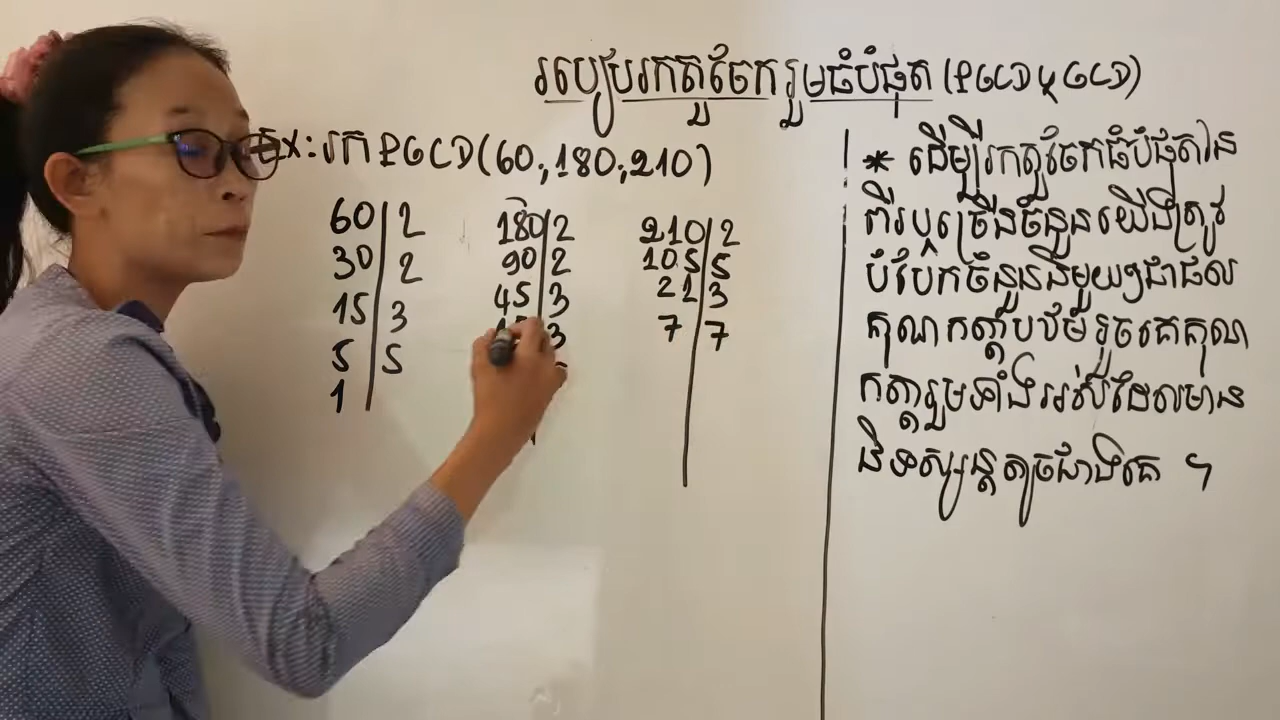 របៀបរកតួចែករួមធំបំផុត (PGCD ឬ GCD)
Ex: រក PGCD(60,180,210)
60 2
30 2
15 3
5 5
1
180 2
90 2
45 3
15 3
210 2
105 5
21 3
7 7
* ដើម្បីរកតួចែកធំបំផុតនៃ
ពីរឬច្រើនចំនួនយើងត្រូវ
បំបែកចំនួននិមួយៗជាផល
គុណកត្តាបឋមរួចគេគុណ
កត្តារួមទាំងអស់ដែលមាន
និទស្សន្តតូចជាងគេ ។